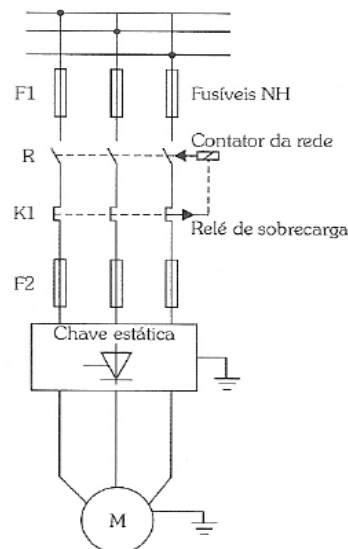 F1
Fusíveis NH
R
Contator da rede
K1
Relé de sobrecarga
F2
Chave estática
M